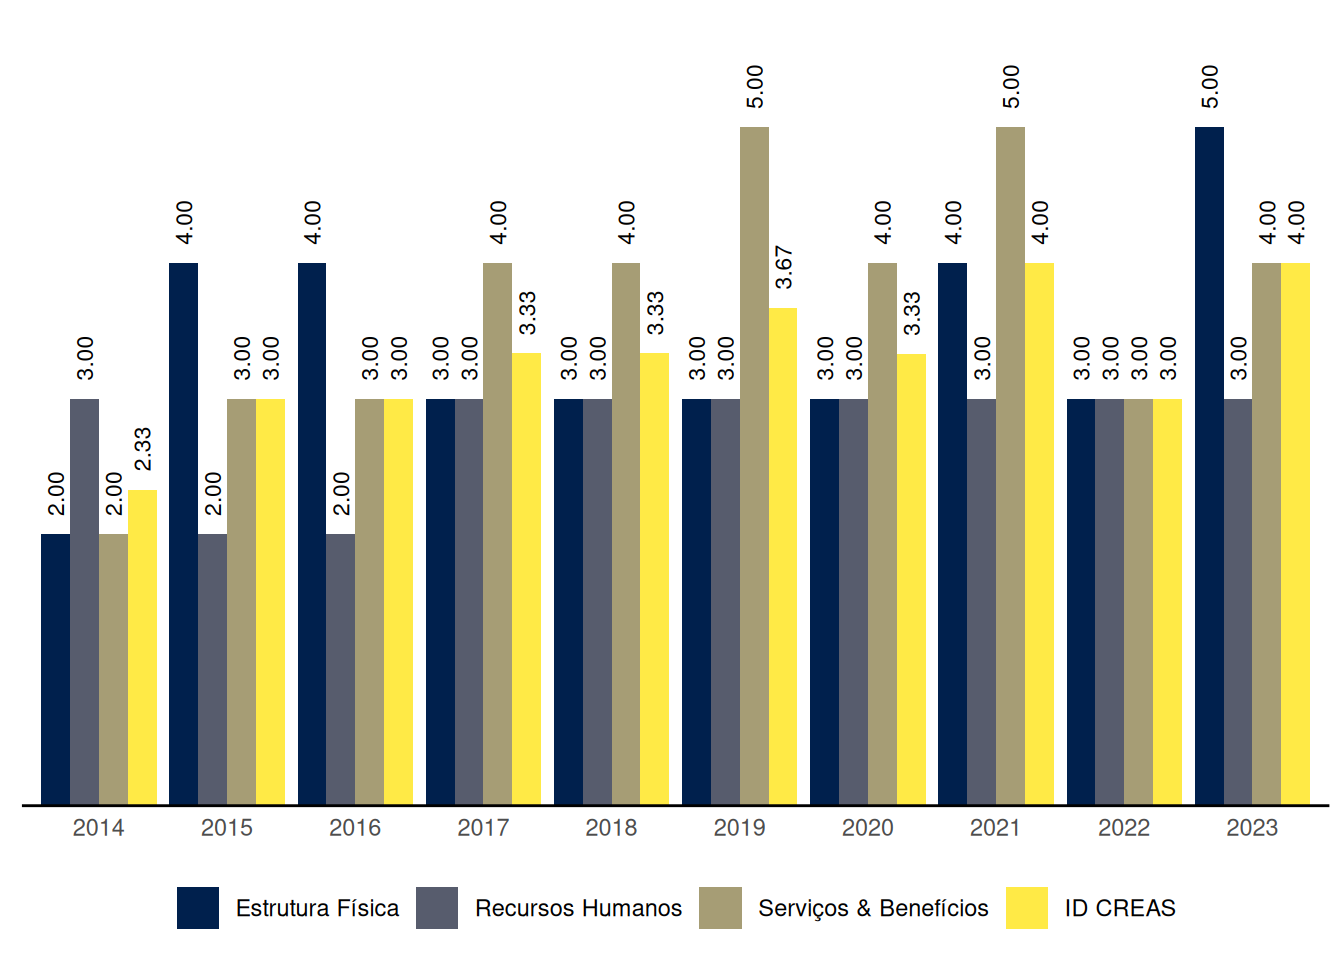 5.00 5.00 5.00
4.00 4.00 4.00 4.00 4.00 4.00 4.00 4.00 4.00
3.67
3.33 3.33 3.33
3.00 3.00 3.00 3.00 3.00 3.00 3.00 3.00 3.00 3.00 3.00 3.00 3.00 3.00 3.00 3.00 3.00 3.00 3.00 3.00
2.33
2.00 2.00 2.00 2.00
2014 2015 2016 2017 2018 2019 2020 2021 2022 2023
Estrutura Física Recursos Humanos Serviços & Benefícios ID CREAS